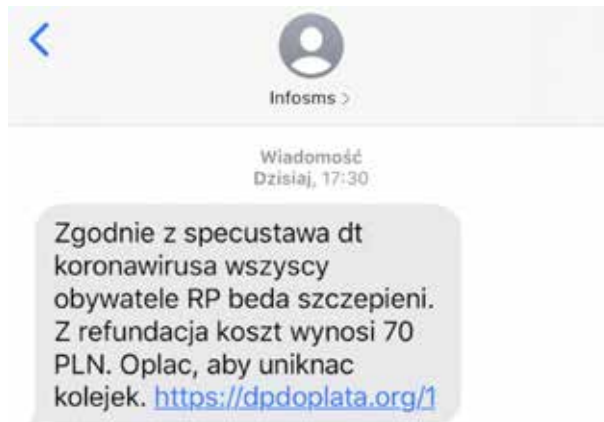 Infosms >
Wiadomość
Dzisiaj, 17:30
Zgodnie z specustawa dt
koronawirusa wszyscy
obywatele RP beda szczepieni.
Z refundacja koszt wynosi 70
PLN. Oplac, aby uniknac
kolejek. https://dpdoplata.org/1